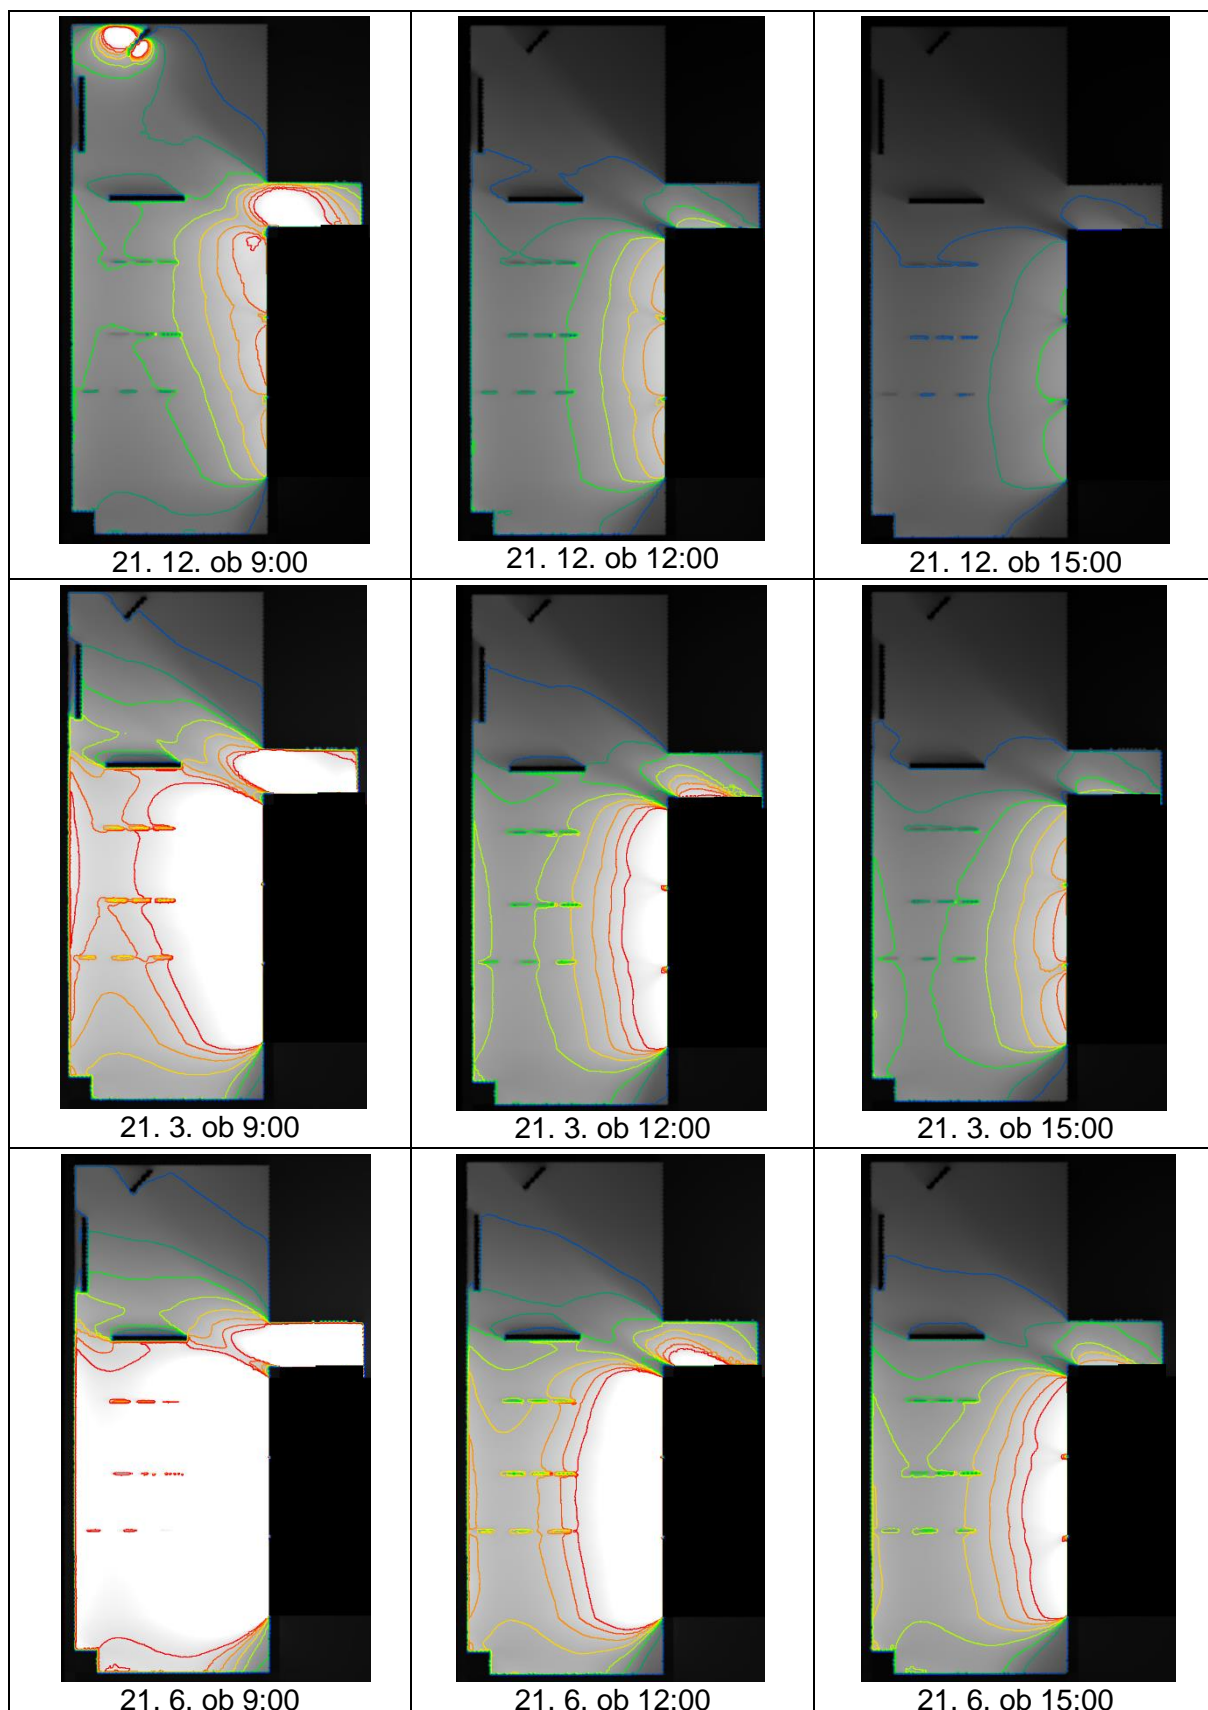 21. 12. ob 9:00
21. 12. ob 12:00
21. 12. ob 15:00
21. 3. ob 9:00
21. 3. ob 12:00
21. 3. ob 15:00
21. 6. ob 9:00
21. 6. ob 12:00
21. 6. ob 15:00